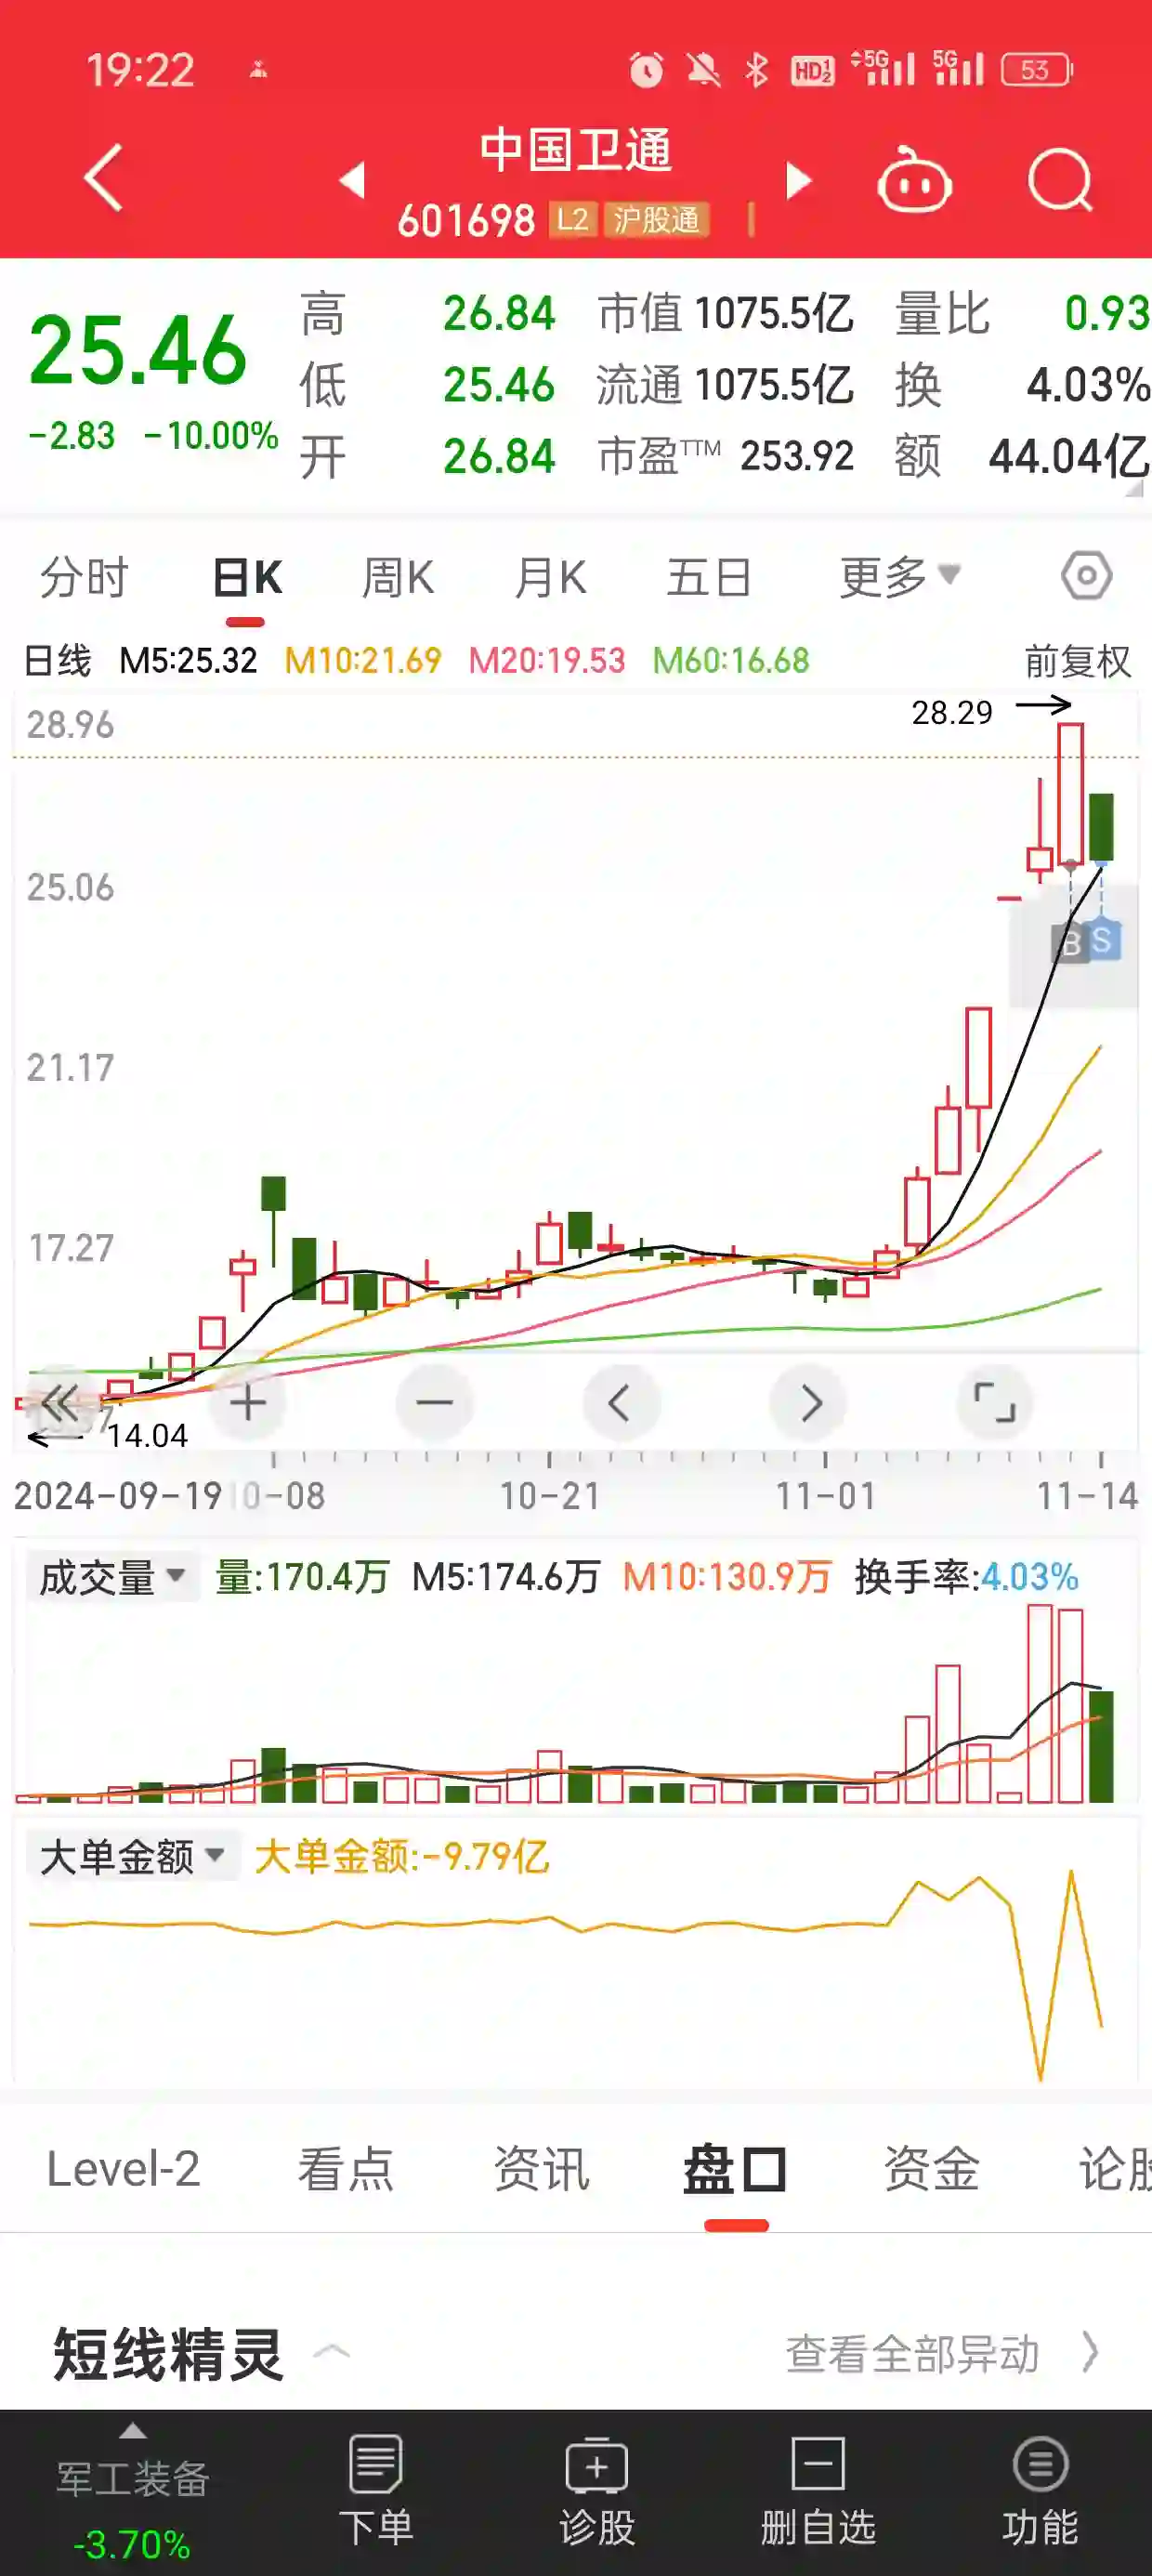 19:22 HD 1 2 5G 5G 53
中国卫通
601698 L2 沪股通
25.46
-2.83 -10.00%
高 26.84 市值 1075.5亿 量比 0.93
低 25.46 流通 1075.5亿 换 4.03%
开 26.84 市盈TTM 253.92 额 44.04亿
分时 日K 周K 月K 五日 更多
日线 M5:25.32 M10:21.69 M20:19.53 M60:16.68 前复权
28.29
28.96
25.06
B S
21.17
17.27
14.04
2024-09-19 10-08 10-21 11-01 11-14
成交量 量:170.4万 M5:174.6万 M10:130.9万 换手率:4.03%
大单金额 大单金额:-9.79亿
Level-2 看点 资讯 盘口 资金 论股
短线精灵 查看全部异动
军工装备 下单 诊股 删自选 功能
-3.70%